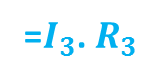 =I₃. R₃